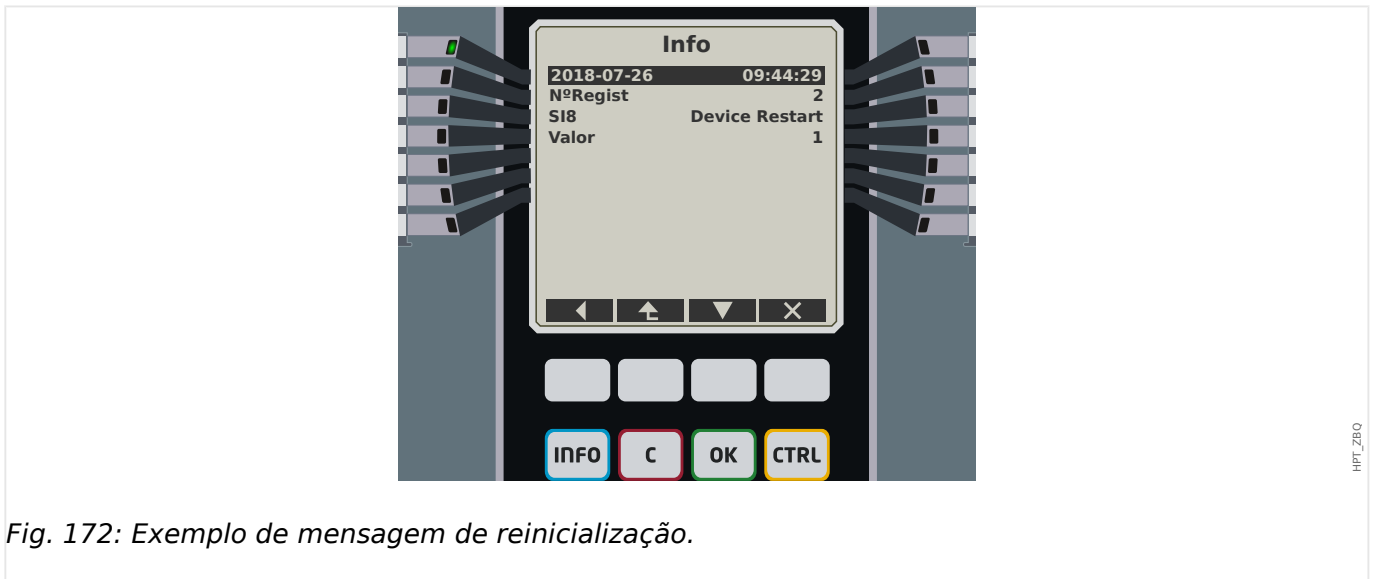 Info
2018-07-26 09:44:29
NºRegist 2
SI8 Device Restart
Valor 1
INFO C OK CTRL
HPT_ZBQ
Fig. 172: Exemplo de mensagem de reinicialização.